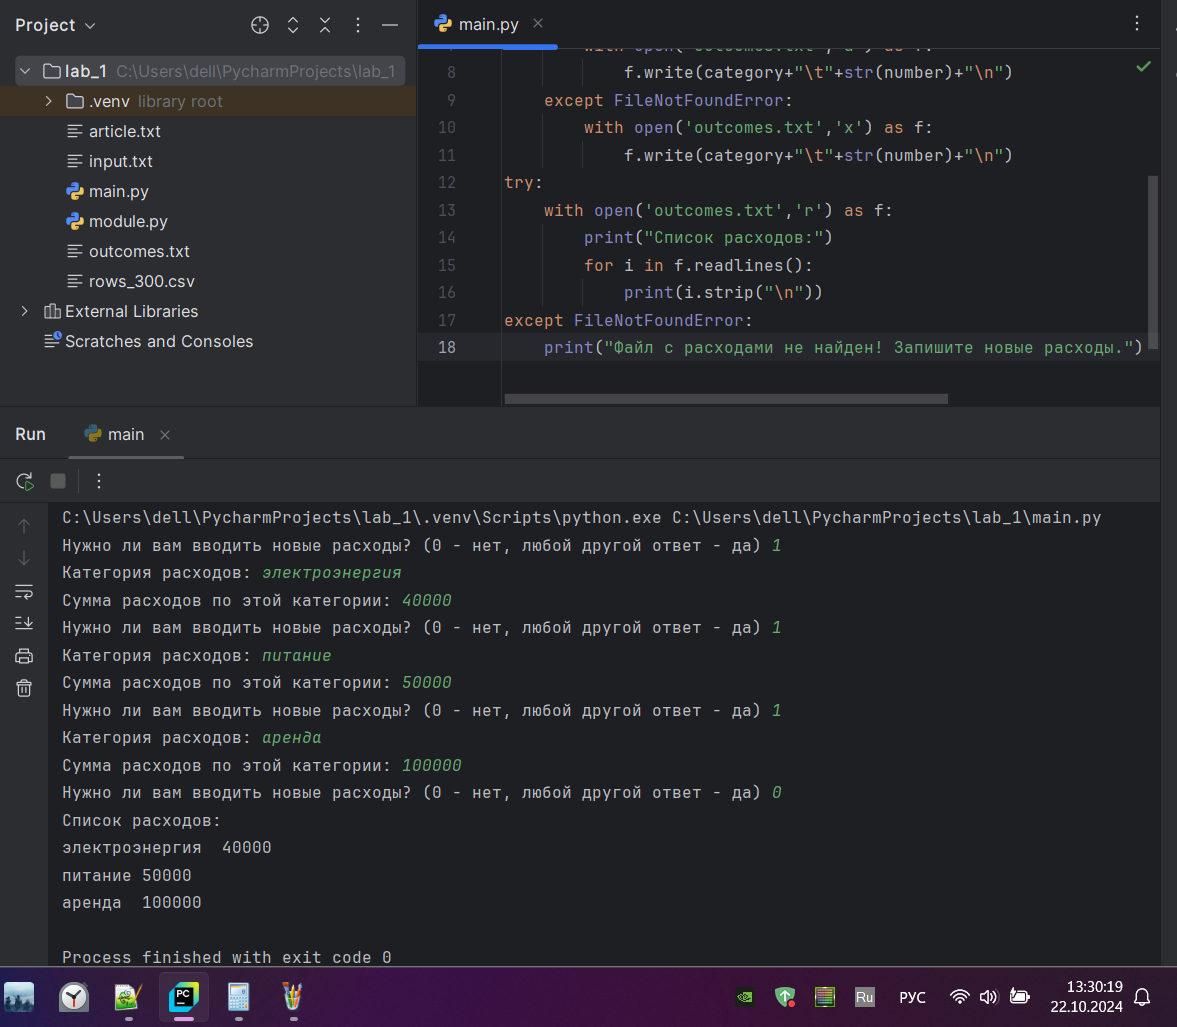 Project
main.py
lab_1 C:\Users\dell\PycharmProjects\lab_1
.venv library root
article.txt
input.txt
main.py
module.py
outcomes.txt
rows_300.csv
External Libraries
Scratches and Consoles
8 f.write(category+"\t"+str(number)+"\n")
9 except FileNotFoundError:
10 with open('outcomes.txt','x') as f:
11 f.write(category+"\t"+str(number)+"\n")
12 try:
13 with open('outcomes.txt','r') as f:
14 print("Список расходов:")
15 for i in f.readlines():
16 print(i.strip("\n"))
17 except FileNotFoundError:
18 print("Файл с расходами не найден! Запишите новые расходы.")
Run main
C:\Users\dell\PycharmProjects\lab_1\.venv\Scripts\python.exe C:\Users\dell\PycharmProjects\lab_1\main.py
Нужно ли вам вводить новые расходы? (0 - нет, любой другой ответ - да) 1
Категория расходов: электроэнергия
Сумма расходов по этой категории: 40000
Нужно ли вам вводить новые расходы? (0 - нет, любой другой ответ - да) 1
Категория расходов: питание
Сумма расходов по этой категории: 50000
Нужно ли вам вводить новые расходы? (0 - нет, любой другой ответ - да) 1
Категория расходов: аренда
Сумма расходов по этой категории: 100000
Нужно ли вам вводить новые расходы? (0 - нет, любой другой ответ - да) 0
Список расходов:
электроэнергия 40000
питание 50000
аренда 100000
Process finished with exit code 0
PC
Ru
РУС
13:30:19
22.10.2024